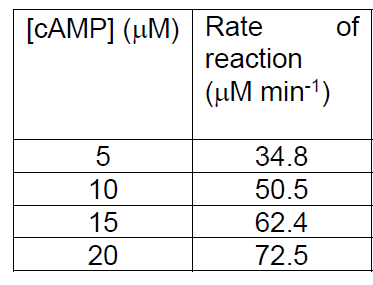 [cAMP] (μM) Rate of
reaction
(μM min-1)
5 34.8
10 50.5
15 62.4
20 72.5